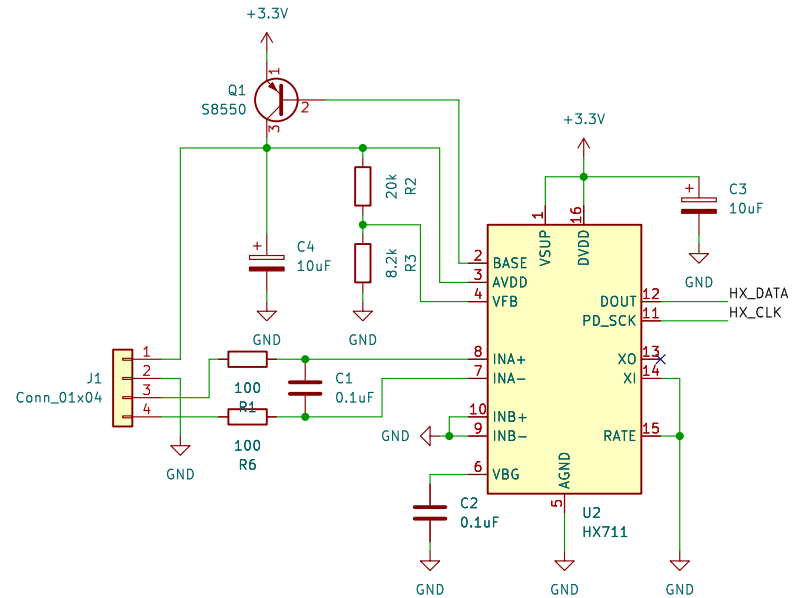 +3.3V
1
Q1
S8550
2
3
+3.3V
20k
R2
C3
10uF
+
1
16
VSUP
DVDD
C4
10uF
+
8.2k
R3
GND
2
BASE
3
AVDD
4
VFB
DOUT
12
HX_DATA
PD_SCK
11
HX_CLK
GND
GND
J1
Conn_01x04
1
2
3
4
100
R1
C1
0.1uF
8
INA+
7
INA-
XO
13
XI
14
GND
100
R6
GND
10
INB+
9
INB-
RATE
15
6
VBG
AGND
5
C2
0.1uF
U2
HX711
GND
GND
GND